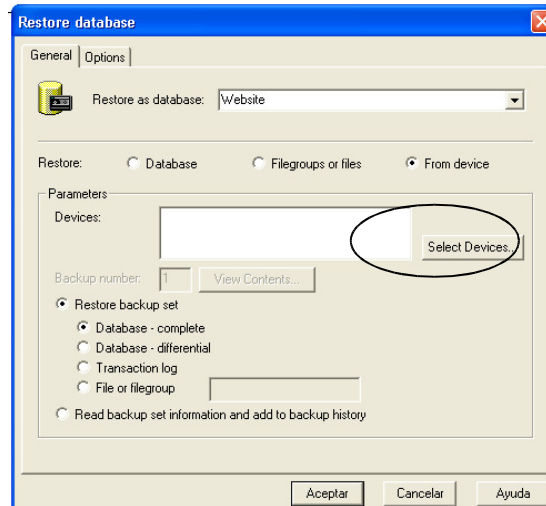 Restore database
General Options
Restore as database: Website
Restore: Database Filegroups or files From device
Parameters
Devices:
Select Devices...
Backup number: 1 View Contents...
Restore backup set
Database - complete
Database - differential
Transaction log
File or filegroup
Read backup set information and add to backup history
Aceptar Cancelar Ayuda